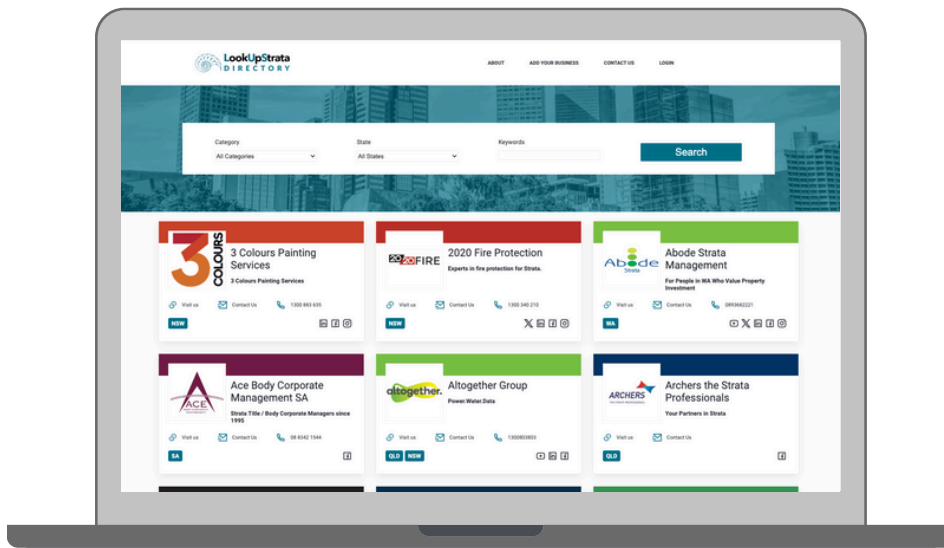 LookUpStrata
DIRECTORY
ABOUT
ADD YOUR BUSINESS
CONTACT US
LOGIN
Category
State
Keywords
All Categories
All States
Search
3 COLOURS
3 Colours Painting
Services
3 Colours Painting Services
Visit us
Contact Us
1300 883 635
NSW
2020FIRE
2020 Fire Protection
Experts in fire protection for Strata.
Visit us
Contact Us
1300 340 210
NSW
Abode
Strata
Abode Strata
Management
For People in WA Who Value Property
Investment
Visit us
Contact Us
0893682221
WA
ACE
Ace Body Corporate
Management SA
Strata Title / Body Corporate Managers since
1995
Visit us
Contact Us
08 8342 1544
SA
altogether.
Altogether Group
Power.Water.Data
Visit us
Contact Us
1300803803
QLD
NSW
ARCHERS
Archers the Strata
Professionals
Your Partners in Strata
Visit us
Contact Us
QLD